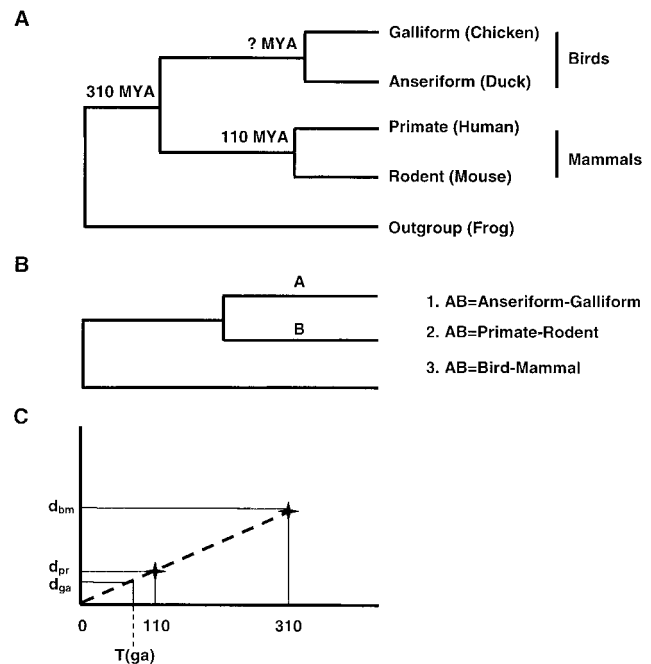 A
Galliform (Chicken)
? MYA
Birds
Anseriform (Duck)
310 MYA
Primate (Human)
110 MYA
Mammals
Rodent (Mouse)
Outgroup (Frog)
B
A
1. AB=Anseriform-Galliform
B
2. AB=Primate-Rodent
3. AB=Bird-Mammal
C
dbm
dpr
dga
0 110 310
T(ga)